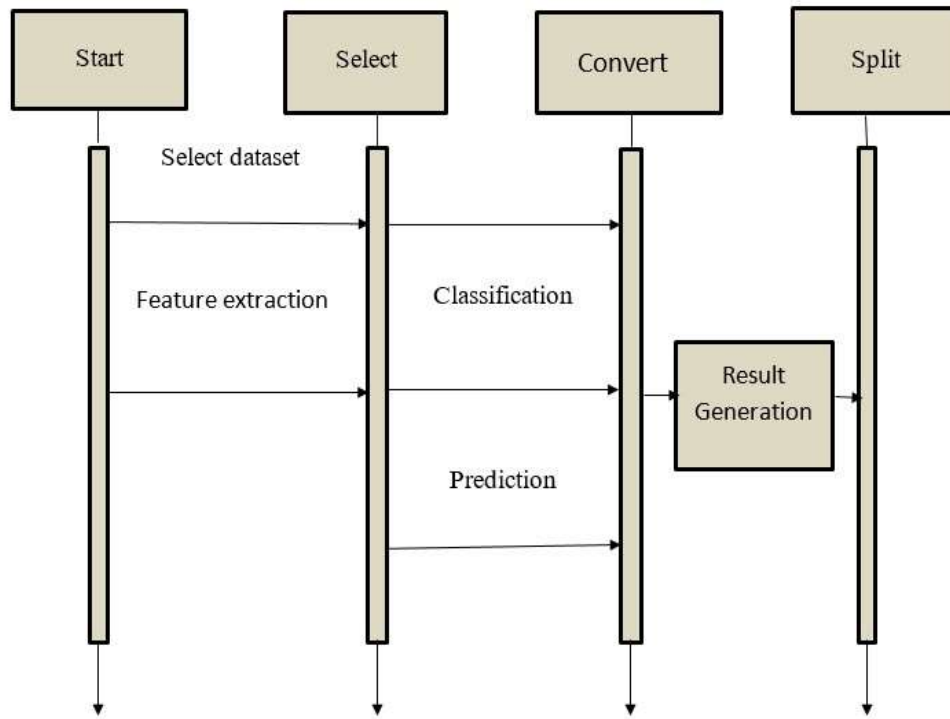 Start
Select
Convert
Split
Select dataset
Feature extraction
Classification
Result
Generation
Prediction